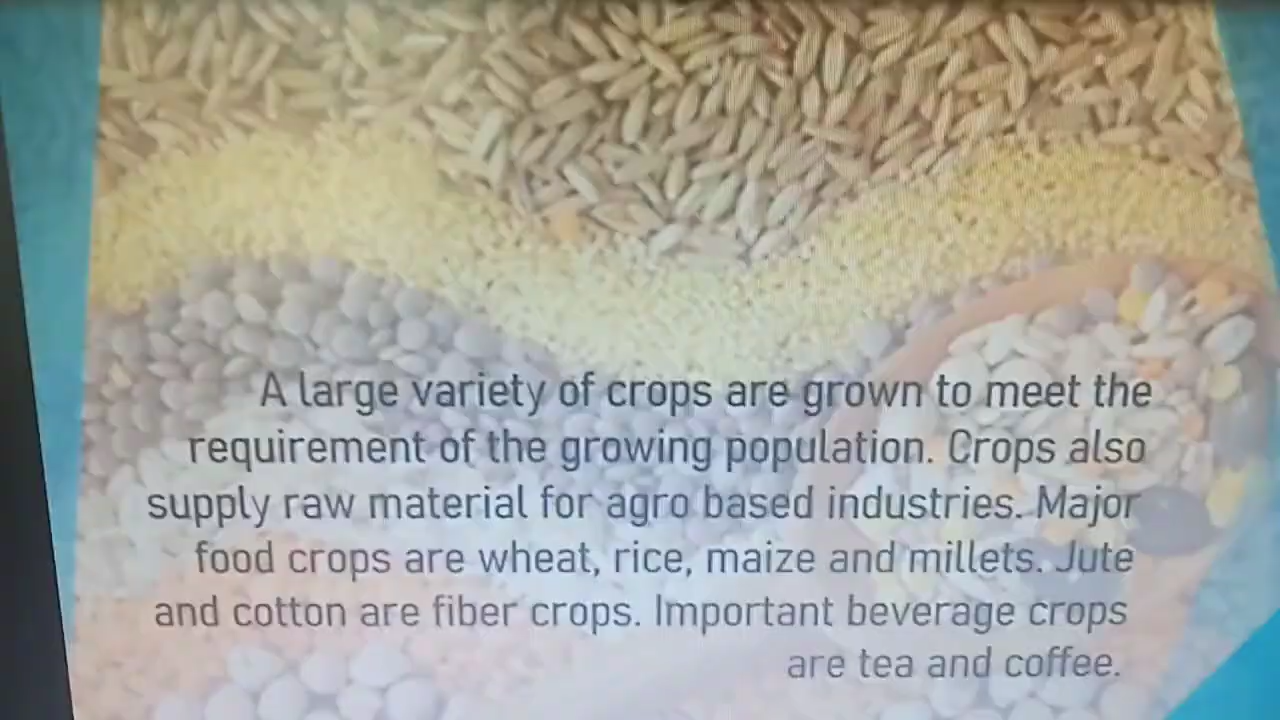 A large variety of crops are grown to meet the
requirement of the growing population. Crops also
supply raw material for agro based industries. Major
food crops are wheat, rice, maize and millets. Jute
and cotton are fiber crops. Important beverage crops
are tea and coffee.